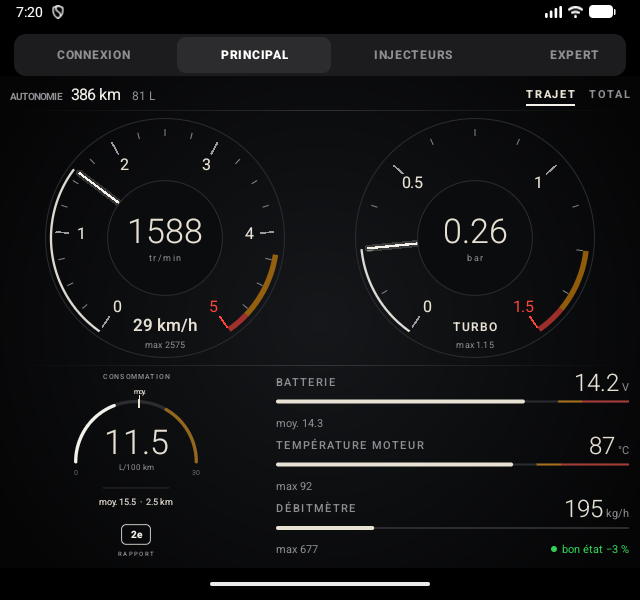 7:20
CONNEXION PRINCIPAL INJECTEURS EXPERT
AUTONOMIE 386 km 81 L TRAJET TOTAL
0 1 2 3 4 5
1588
tr/min
29 km/h
max 2575
0 0.5 1 1.5
0.26
bar
TURBO
max 1.15
CONSOMMATION
moy.
11.5
L/100 km
0 30
moy. 15.5 · 2.5 km
2e
RAPPORT
BATTERIE 14.2 V
moy. 14.3
TEMPÉRATURE MOTEUR 87 °C
max 92
DÉBITMÈTRE 195 kg/h
max 677 bon état −3 %